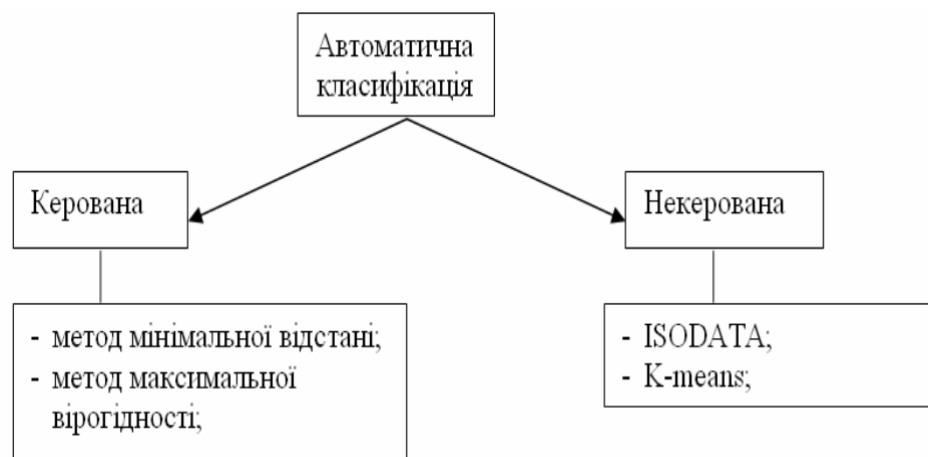 Автоматична
класифікація
Керована
Некерована
- метод мінімальної відстані;
- метод максимальної
вірогідності;
- ISODATA;
- K-means;